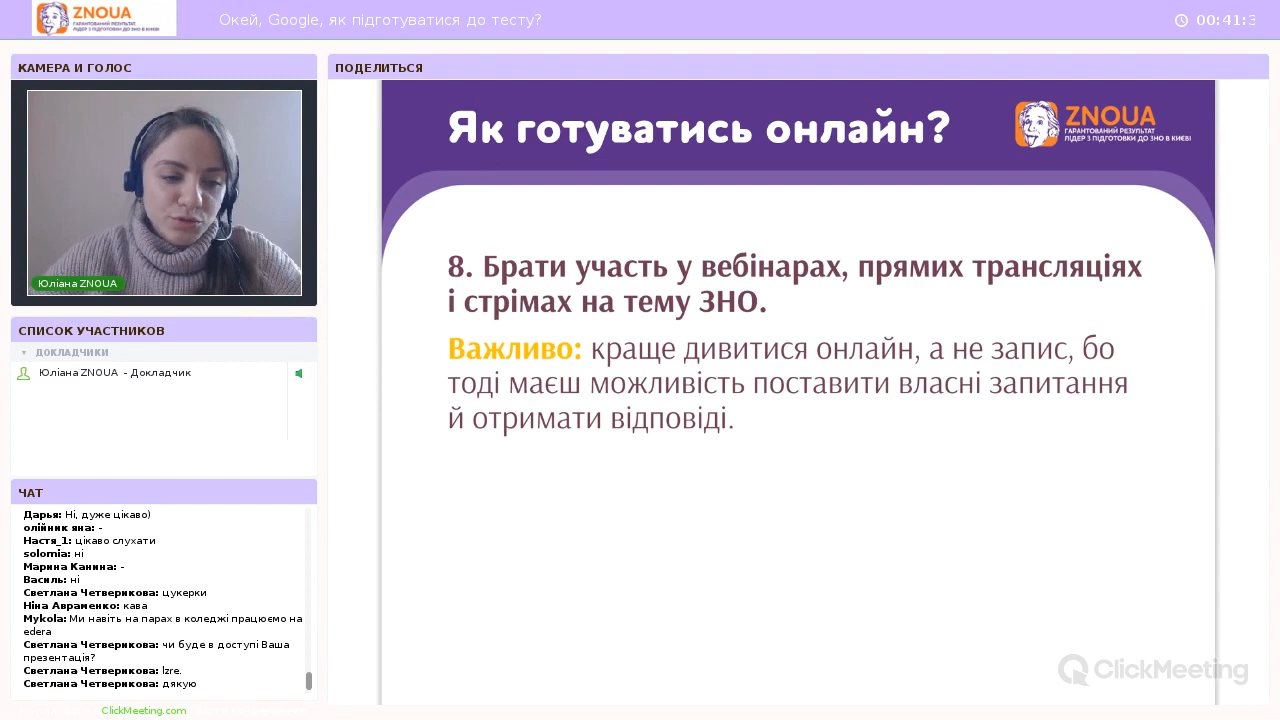 ZNOUA
ГАРАНТОВАНИЙ РЕЗУЛЬТАТ
ЛІДЕР З ПІДГОТОВКИ ДО ЗНО В КИЄВІ
Окей, Google, як підготуватися до тесту?
00:41:3
КАМЕРА И ГОЛОС
Юліана ZNOUA
СПИСОК УЧАСТНИКОВ
ДОКЛАДЧИКИ
Юліана ZNOUA - Докладчик
ЧАТ
Дарья: Ні, дуже цікаво)
олійник яна: -
Настя_1: цікаво слухати
solomia: ні
Марина Канина: -
Василь: ні
Светлана Четверикова: цукерки
Ніна Авраменко: кава
Mykola: Ми навіть на парах в коледжі працюємо на
edera
Светлана Четверикова: чи буде в доступі Ваша
презентація?
Светлана Четверикова: lzre.
Светлана Четверикова: дякую
ClickMeeting.com
ПОДЕЛИТЬСЯ
Як готуватись онлайн?
ZNOUA
ГАРАНТОВАНИЙ РЕЗУЛЬТАТ
ЛІДЕР З ПІДГОТОВКИ ДО ЗНО В КИЄВІ
8. Брати участь у вебінарах, прямих трансляціях
і стрімах на тему ЗНО.
Важливо: краще дивитися онлайн, а не запис, бо
тоді маєш можливість поставити власні запитання
й отримати відповіді.
ClickMeeting